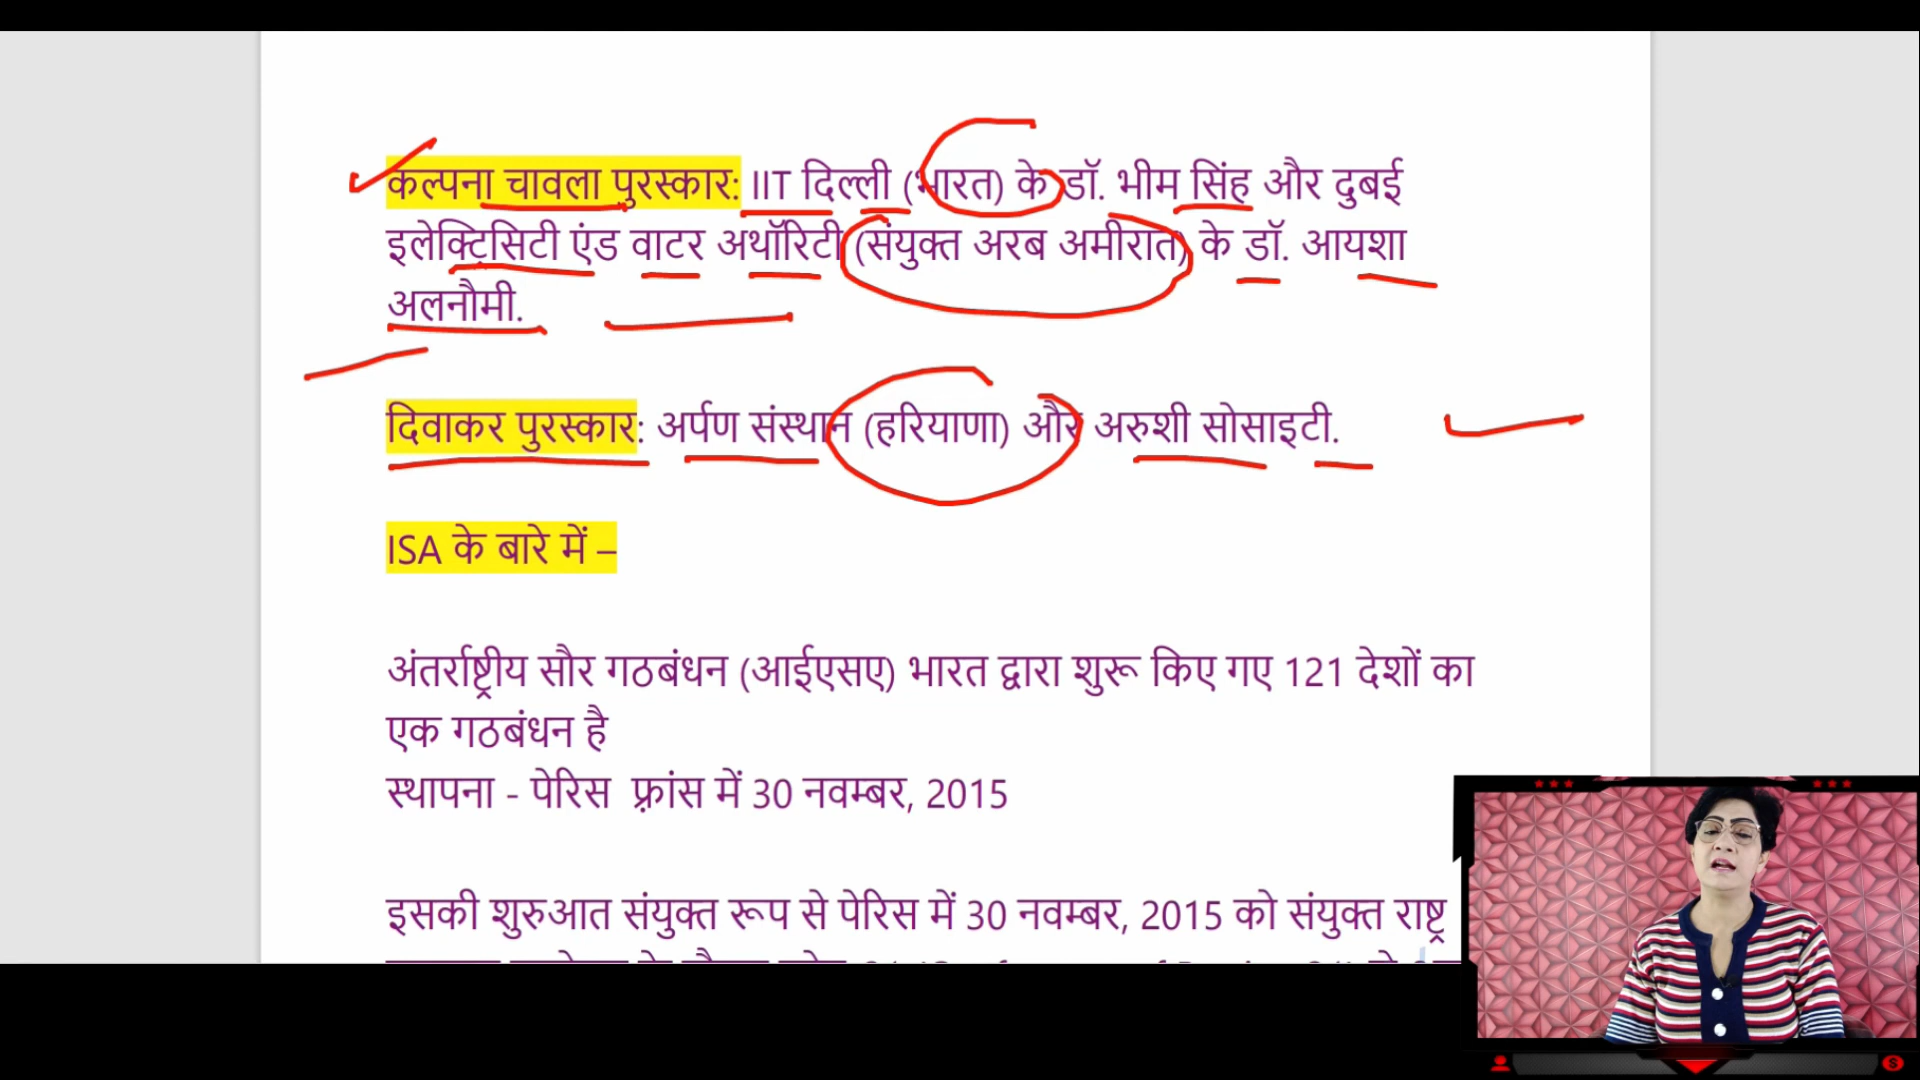 कल्पना चावला पुरस्कार: IIT दिल्ली (भारत) के डॉ. भीम सिंह और दुबई
इलेक्ट्रिसिटी एंड वाटर अथॉरिटी (संयुक्त अरब अमीरात) के डॉ. आयशा
अलनौमी.
दिवाकर पुरस्कार: अर्पण संस्थान (हरियाणा) और अरुशी सोसाइटी.
ISA के बारे में –
अंतर्राष्ट्रीय सौर गठबंधन (आईएसए) भारत द्वारा शुरू किए गए 121 देशों का
एक गठबंधन है
स्थापना - पेरिस फ़्रांस में 30 नवम्बर, 2015
इसकी शुरुआत संयुक्त रूप से पेरिस में 30 नवम्बर, 2015 को संयुक्त राष्ट्र